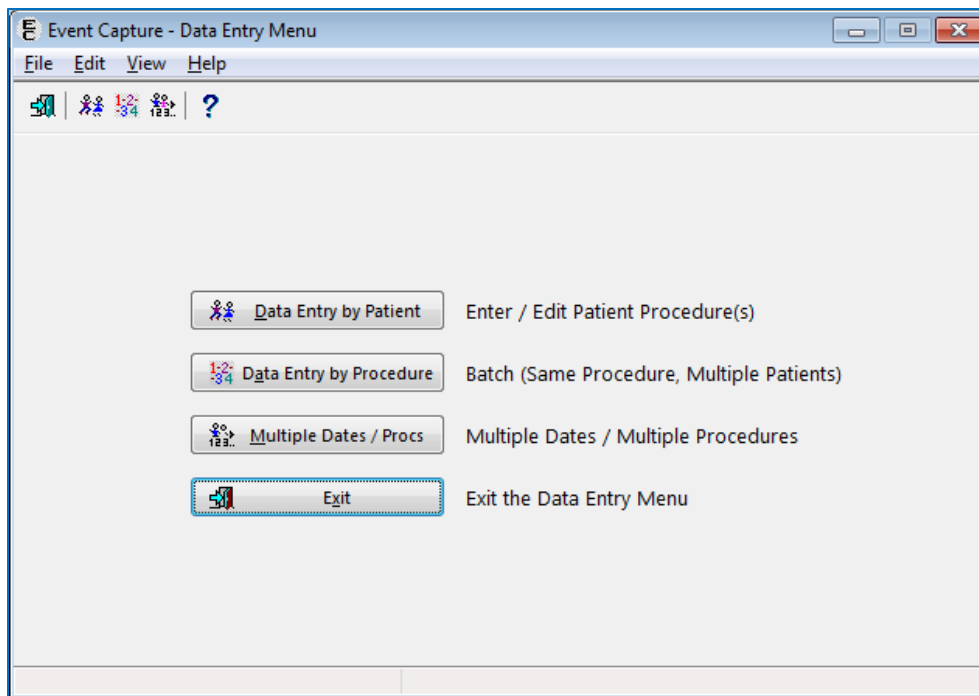 Event Capture - Data Entry Menu
File Edit View Help
Data Entry by Patient Enter / Edit Patient Procedure(s)
Data Entry by Procedure Batch (Same Procedure, Multiple Patients)
Multiple Dates / Procs Multiple Dates / Multiple Procedures
Exit Exit the Data Entry Menu